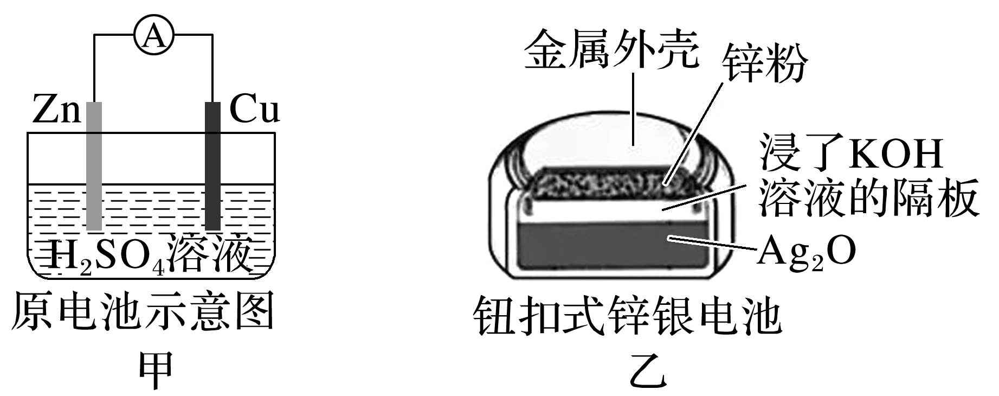 A
Zn
Cu
H₂SO₄溶液
原电池示意图
甲
金属外壳
锌粉
浸了KOH
溶液的隔板
Ag₂O
钮扣式锌银电池
乙